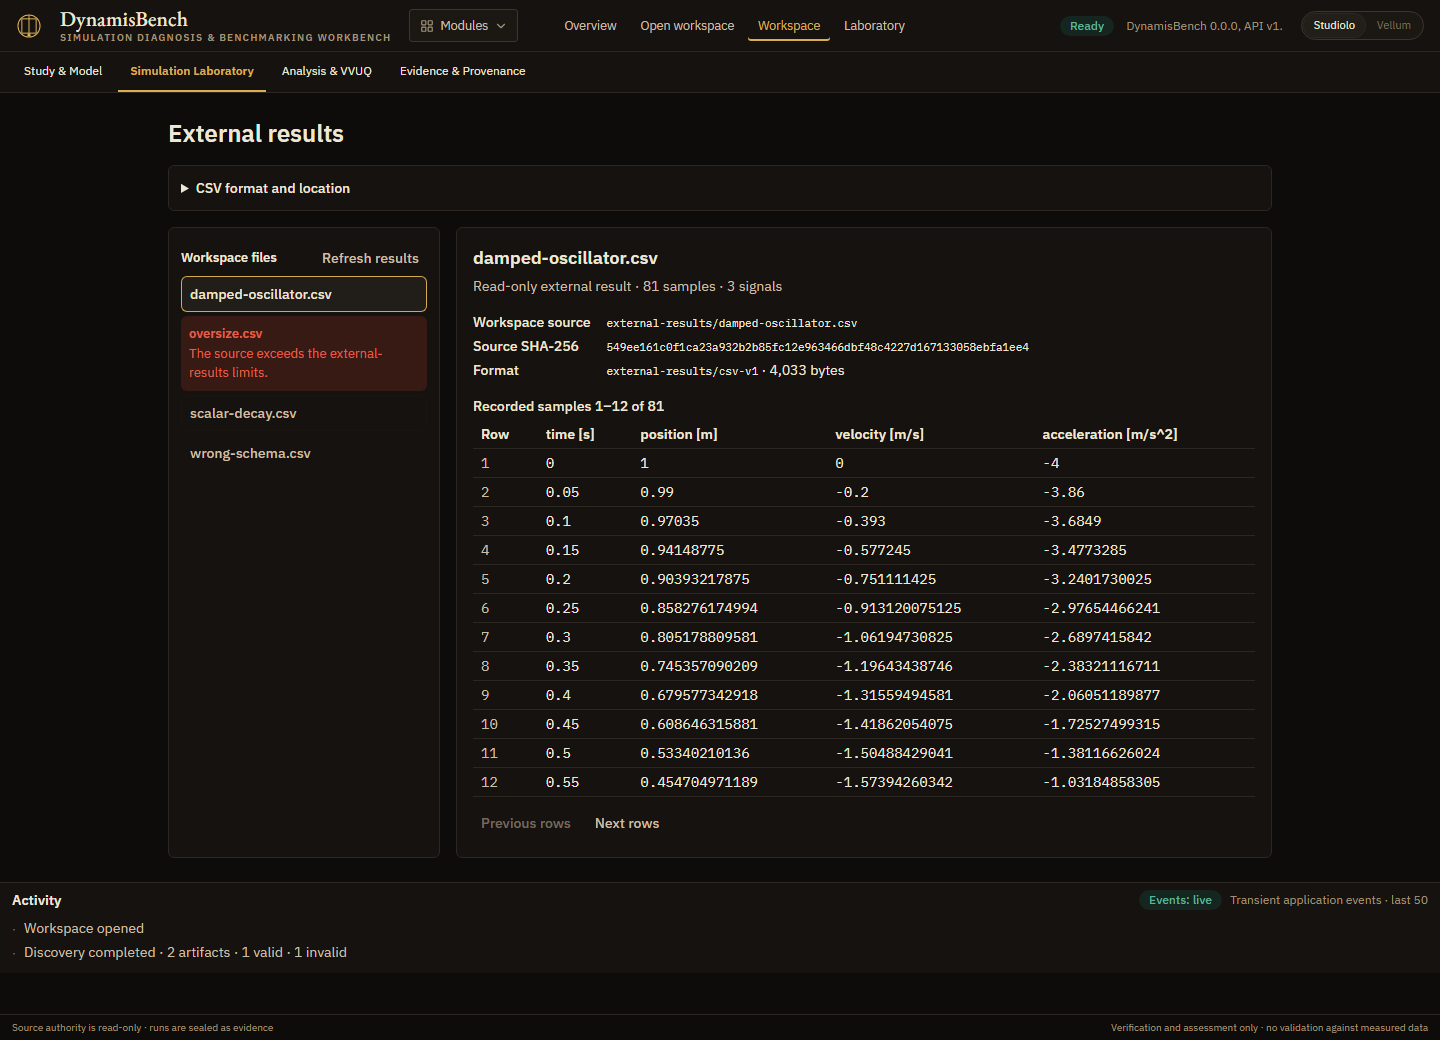 DynamisBench
SIMULATION DIAGNOSIS & BENCHMARKING WORKBENCH
Modules
Overview
Open workspace
Workspace
Laboratory
Ready
DynamisBench 0.0.0, API v1.
Studiolo
Vellum
Study & Model
Simulation Laboratory
Analysis & VVUQ
Evidence & Provenance
External results
CSV format and location
Workspace files
Refresh results
damped-oscillator.csv
oversize.csv
The source exceeds the external-
results limits.
scalar-decay.csv
wrong-schema.csv
damped-oscillator.csv
Read-only external result · 81 samples · 3 signals
Workspace source external-results/damped-oscillator.csv
Source SHA-256 549ee161c0f1ca23a932b2b85fc12e963466dbf48c4227d167133058ebfa1ee4
Format external-results/csv-v1 · 4,033 bytes
Recorded samples 1–12 of 81
Row time [s] position [m] velocity [m/s] acceleration [m/s^2]
1 0 1 0 -4
2 0.05 0.99 -0.2 -3.86
3 0.1 0.97035 -0.393 -3.6849
4 0.15 0.94148775 -0.577245 -3.4773285
5 0.2 0.90393217875 -0.751111425 -3.2401730025
6 0.25 0.858276174994 -0.913120075125 -2.97654466241
7 0.3 0.805178809581 -1.06194730825 -2.6897415842
8 0.35 0.745357090209 -1.19643438746 -2.38321116711
9 0.4 0.679577342918 -1.31559494581 -2.06051189877
10 0.45 0.608646315881 -1.41862054075 -1.72527499315
11 0.5 0.53340210136 -1.50488429041 -1.38116626024
12 0.55 0.454704971189 -1.57394260342 -1.03184858305
Previous rows
Next rows
Activity
Events: live
Transient application events · last 50
· Workspace opened
· Discovery completed · 2 artifacts · 1 valid · 1 invalid
Source authority is read-only · runs are sealed as evidence
Verification and assessment only · no validation against measured data